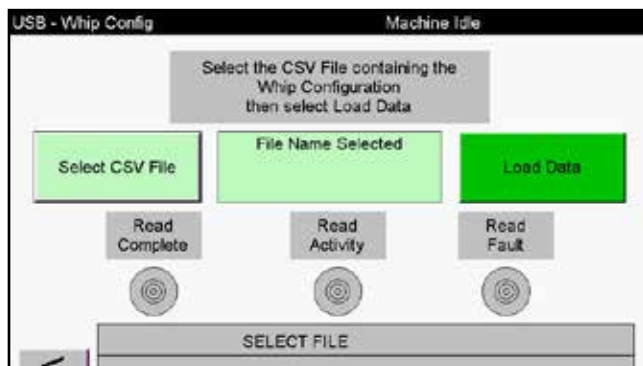 USB - Whip Config
Machine Idle
Select the CSV File containing the
Whip Configuration
then select Load Data
Select CSV File
File Name Selected
Load Data
Read
Complete
Read
Activity
Read
Fault
SELECT FILE